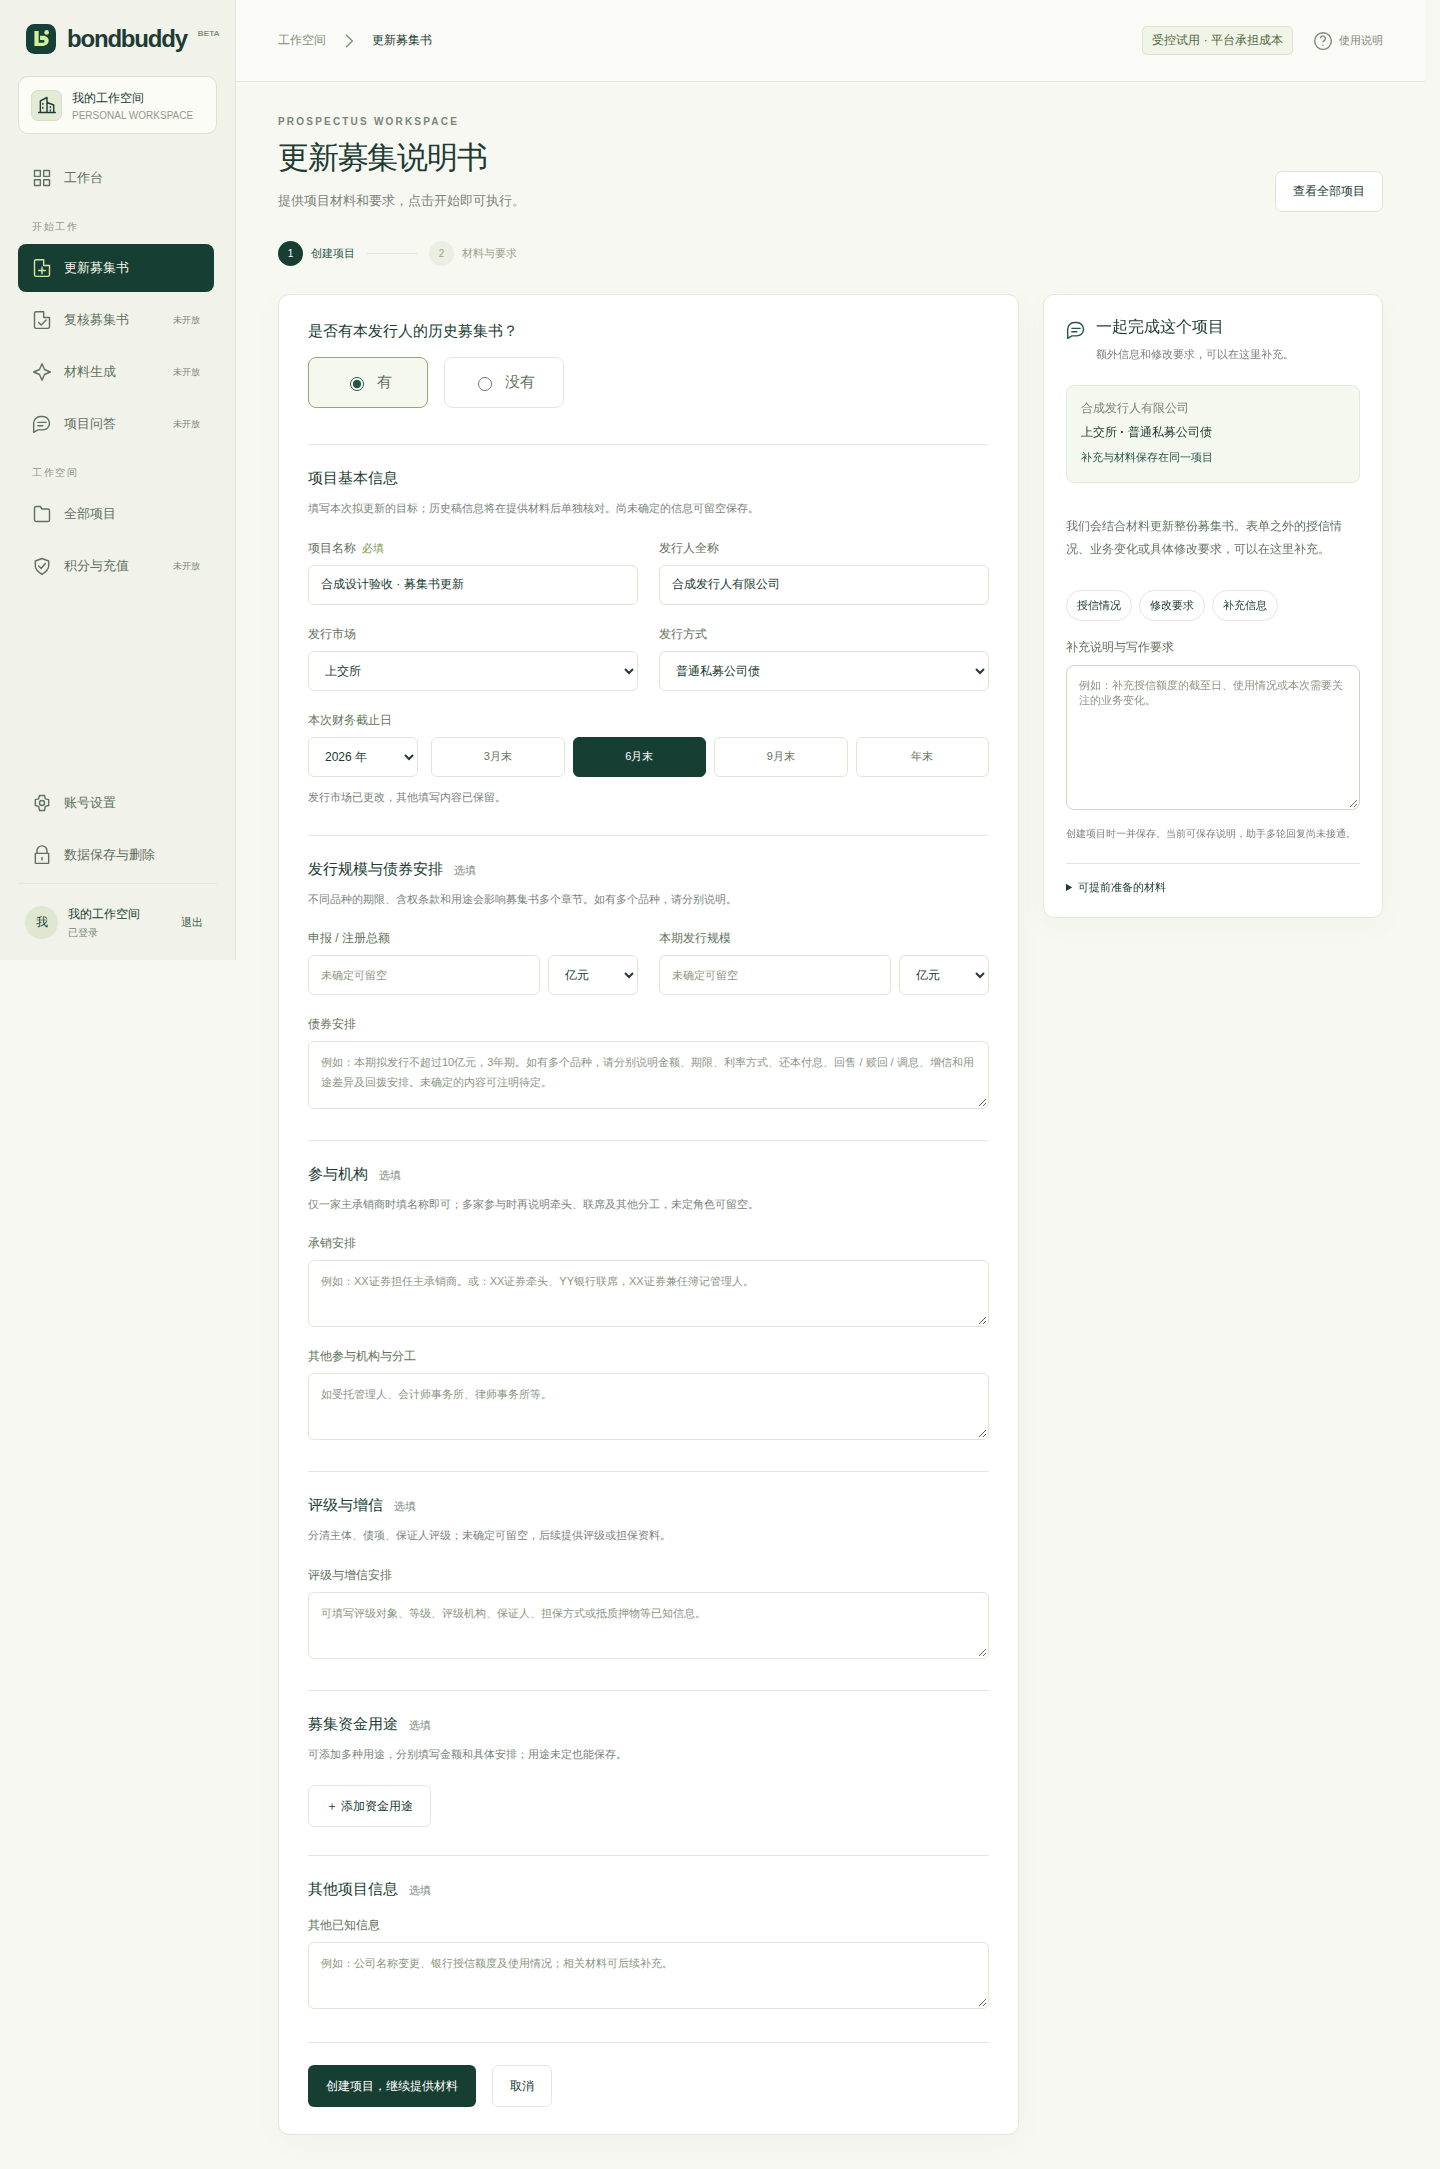 bondbuddy BETA
我的工作空间
PERSONAL WORKSPACE
工作台
开始工作
更新募集书
复核募集书 未开放
材料生成 未开放
项目问答 未开放
工作空间
全部项目
积分与充值 未开放
账号设置
数据保存与删除
我 我的工作空间
已登录
退出
工作空间 更新募集书
受控试用 · 平台承担成本
使用说明
PROSPECTUS WORKSPACE
更新募集说明书
提供项目材料和要求，点击开始即可执行。
查看全部项目
1 创建项目 2 材料与要求
是否有本发行人的历史募集书？
有 没有
项目基本信息
填写本次拟更新的目标；历史稿信息将在提供材料后单独核对。尚未确定的信息可留空保存。
项目名称 必填 发行人全称
合成设计验收 · 募集书更新 合成发行人有限公司
发行市场 发行方式
上交所 普通私募公司债
本次财务截止日
2026 年 3月末 6月末 9月末 年末
发行市场已更改，其他填写内容已保留。
发行规模与债券安排 选填
不同品种的期限、含权条款和用途会影响募集书多个章节。如有多个品种，请分别说明。
申报 / 注册总额 本期发行规模
未确定可留空 亿元 未确定可留空 亿元
债券安排
例如：本期拟发行不超过10亿元，3年期。如有多个品种，请分别说明金额、期限、利率方式、还本付息、回售 / 赎回 / 调息、增信和用
途差异及回拨安排。未确定的内容可注明待定。
参与机构 选填
仅一家主承销商时填名称即可；多家参与时再说明牵头、联席及其他分工，未定角色可留空。
承销安排
例如：XX证券担任主承销商。或：XX证券牵头、YY银行联席，XX证券兼任簿记管理人。
其他参与机构与分工
如受托管理人、会计师事务所、律师事务所等。
评级与增信 选填
分清主体、债项、保证人评级；未确定可留空，后续提供评级或担保资料。
评级与增信安排
可填写评级对象、等级、评级机构、保证人、担保方式或抵质押物等已知信息。
募集资金用途 选填
可添加多种用途，分别填写金额和具体安排；用途未定也能保存。
+ 添加资金用途
其他项目信息 选填
其他已知信息
例如：公司名称变更、银行授信额度及使用情况；相关材料可后续补充。
创建项目，继续提供材料 取消
一起完成这个项目
额外信息和修改要求，可以在这里补充。
合成发行人有限公司
上交所 · 普通私募公司债
补充与材料保存在同一项目
我们会结合材料更新整份募集书。表单之外的授信情
况、业务变化或具体修改要求，可以在这里补充。
授信情况 修改要求 补充信息
补充说明与写作要求
例如：补充授信额度的截至日、使用情况或本次需要关
注的业务变化。
创建项目时一并保存。当前可保存说明，助手多轮回复尚未接通。
可提前准备的材料